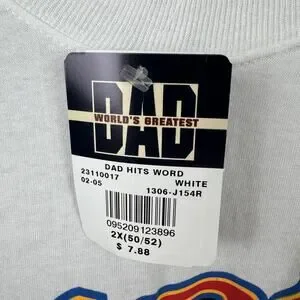 DAD
WORLD'S GREATEST
DAD HITS WORD
23110017 WHITE
02-05 1306-J154R
095209123896
2X(50/52)
$ 7.88